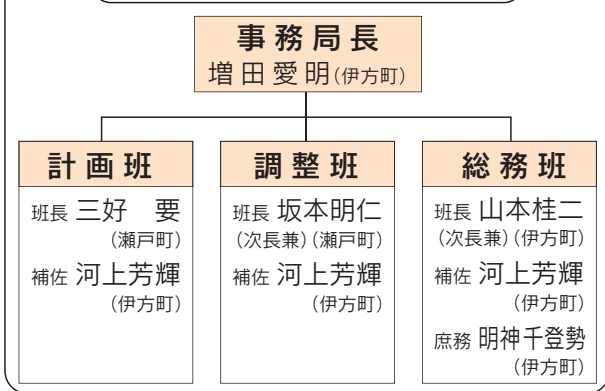 事務局長
増田愛明(伊方町)
計画班
班長 三好　要
(瀬戸町)
補佐 河上芳輝
(伊方町)
調整班
班長 坂本明仁
(次長兼)(瀬戸町)
補佐 河上芳輝
(伊方町)
総務班
班長 山本桂二
(次長兼)(伊方町)
補佐 河上芳輝
(伊方町)
庶務 明神千登勢
(伊方町)